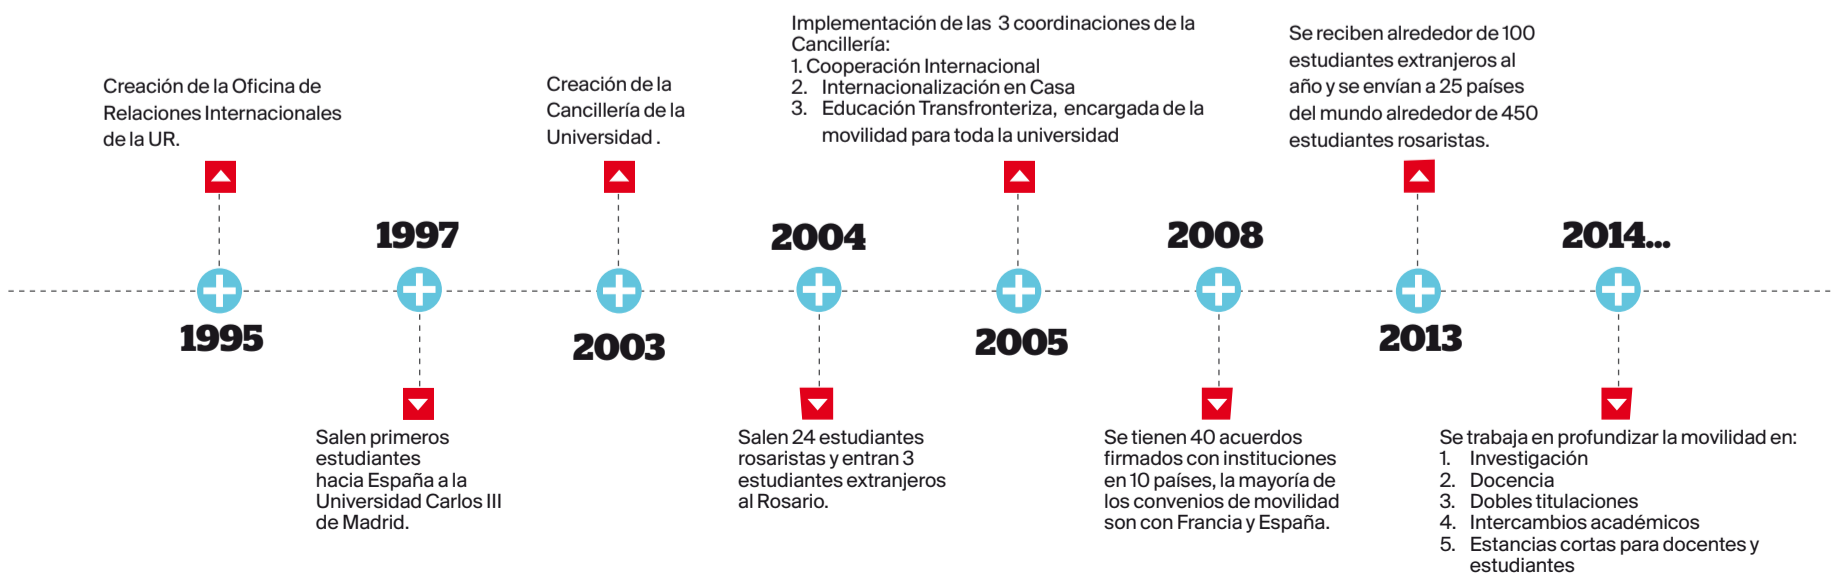 Creación de la Oficina de
Relaciones Internacionales
de la UR.
1995
1997
Salen primeros
estudiantes
hacia España a la
Universidad Carlos III
de Madrid.
Creación de la
Cancillería de la
Universidad .
2003
2004
Salen 24 estudiantes
rosaristas y entran 3
estudiantes extranjeros
al Rosario.
Implementación de las 3 coordinaciones de la
Cancillería:
1. Cooperación Internacional
2. Internacionalización en Casa
3. Educación Transfronteriza, encargada de la
movilidad para toda la universidad
2005
2008
Se tienen 40 acuerdos
firmados con instituciones
en 10 países, la mayoría de
los convenios de movilidad
son con Francia y España.
Se reciben alrededor de 100
estudiantes extranjeros al
año y se envían a 25 países
del mundo alrededor de 450
estudiantes rosaristas.
2013
2014...
Se trabaja en profundizar la movilidad en:
1. Investigación
2. Docencia
3. Dobles titulaciones
4. Intercambios académicos
5. Estancias cortas para docentes y
estudiantes